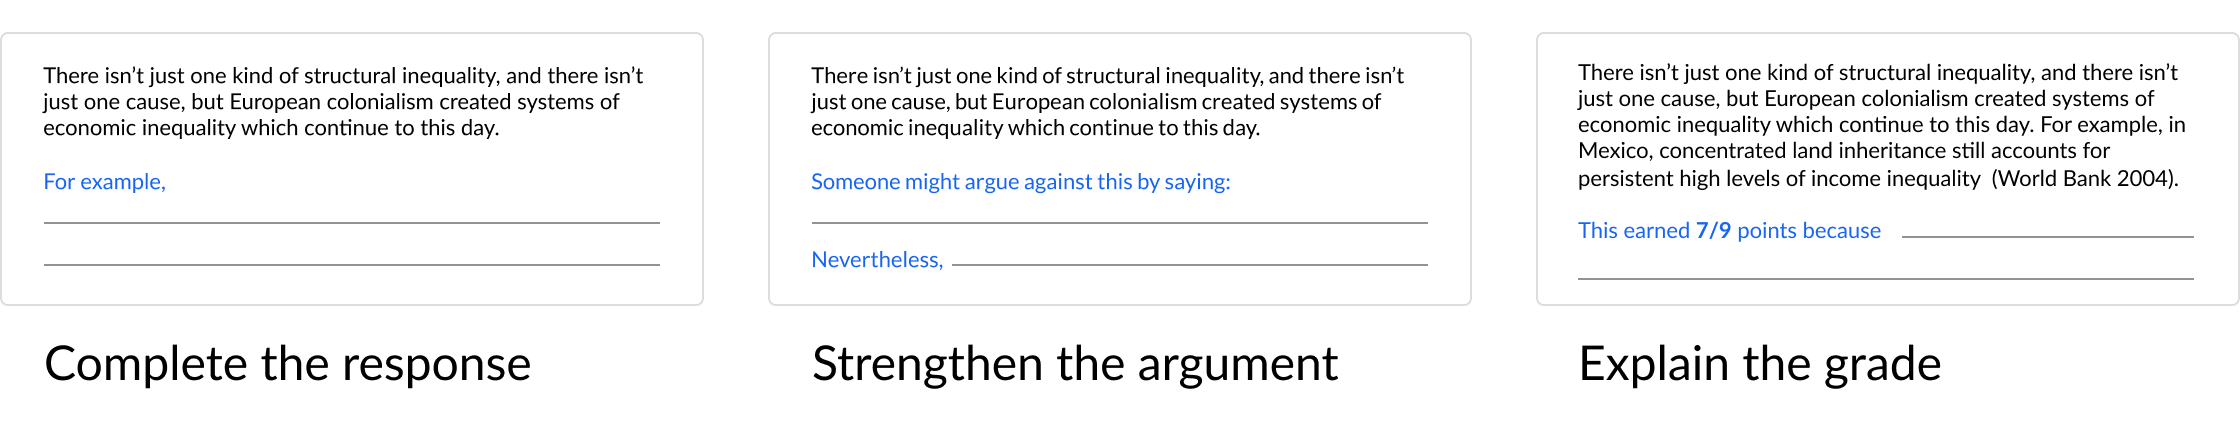 There isn’t just one kind of structural inequality, and there isn’t
just one cause, but European colonialism created systems of
economic inequality which continue to this day.
For example,
Complete the response
There isn’t just one kind of structural inequality, and there isn’t
just one cause, but European colonialism created systems of
economic inequality which continue to this day.
Someone might argue against this by saying:
Nevertheless,
Strengthen the argument
There isn’t just one kind of structural inequality, and there isn’t
just one cause, but European colonialism created systems of
economic inequality which continue to this day. For example, in
Mexico, concentrated land inheritance still accounts for
persistent high levels of income inequality (World Bank 2004).
This earned 7/9 points because
Explain the grade